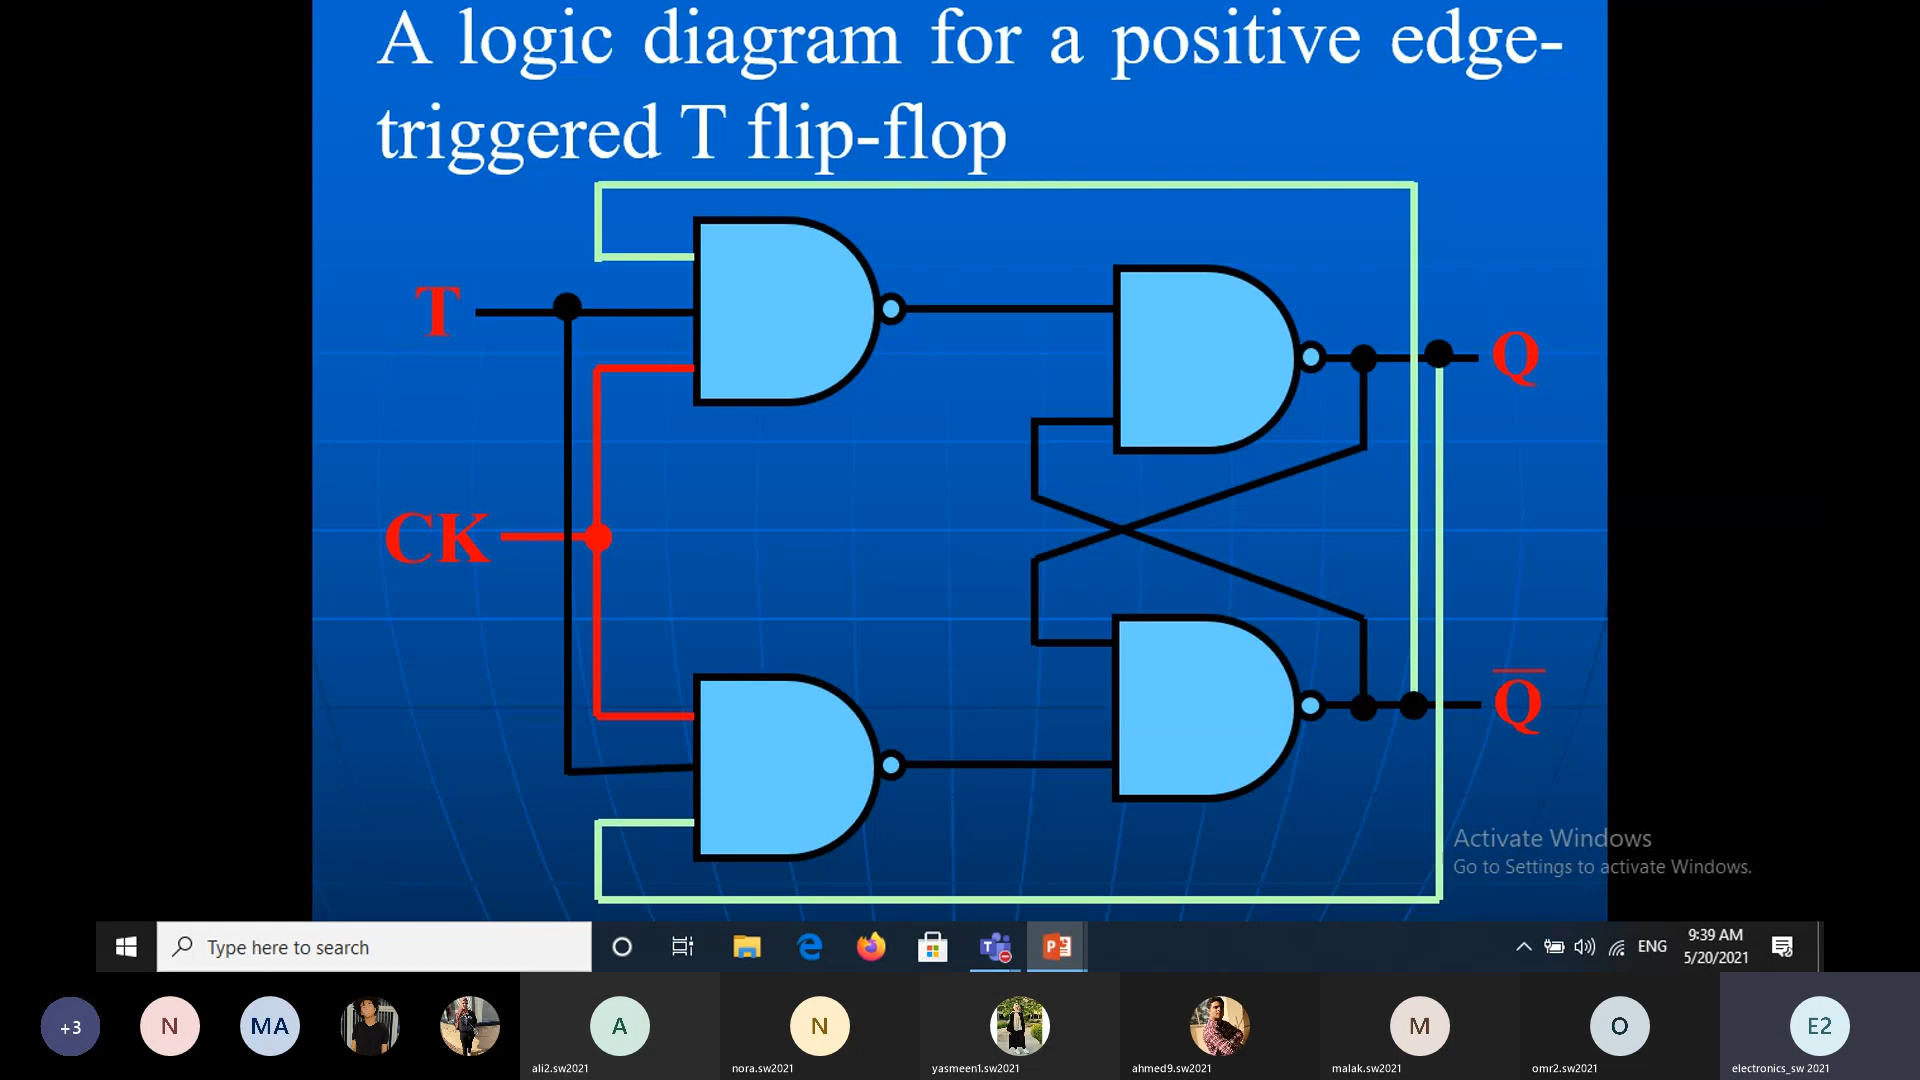 A logic diagram for a positive edge-
triggered T flip-flop
T
Q
CK
Q̅
Activate Windows
Go to Settings to activate Windows.
Type here to search
ENG
9:39 AM
5/20/2021
+3
N
MA
A
N
M
O
E2
ali2.sw2021
nora.sw2021
yasmeen1.sw2021
ahmed9.sw2021
malak.sw2021
omr2.sw2021
electronics_sw 2021